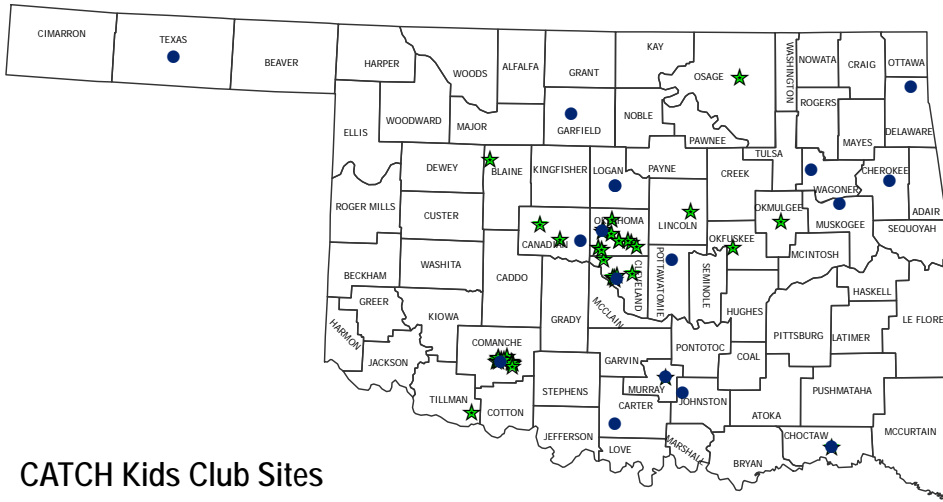 CIMARRON
TEXAS
BEAVER
HARPER
WOODS
ALFALFA
GRANT
KAY
OSAGE
WASHINGTON
NOWATA
CRAIG
OTTAWA
ELLIS
WOODWARD
MAJOR
GARFIELD
NOBLE
PAWNEE
ROGERS
MAYES
DELAWARE
DEWEY
BLAINE
KINGFISHER
LOGAN
PAYNE
CREEK
TULSA
WAGONER
CHEROKEE
ADAIR
ROGER MILLS
CUSTER
CANADIAN
OKLAHOMA
LINCOLN
OKFUSKEE
OKMULGEE
MUSKOGEE
SEQUOYAH
BECKHAM
WASHITA
CADDO
GRADY
MCCLAIN
CLEVELAND
POTTAWATOMIE
SEMINOLE
HUGHES
MCINTOSH
HASKELL
LE FLORE
GREER
HARMON
KIOWA
JACKSON
COMANCHE
TILLMAN
COTTON
STEPHENS
JEFFERSON
GARVIN
MURRAY
CARTER
LOVE
PONTOTOC
JOHNSTON
MARSHALL
COAL
PITTSBURG
LATIMER
ATOKA
BRYAN
PUSHMATAHA
CHOCTAW
MCCURTAIN
CATCH Kids Club Sites